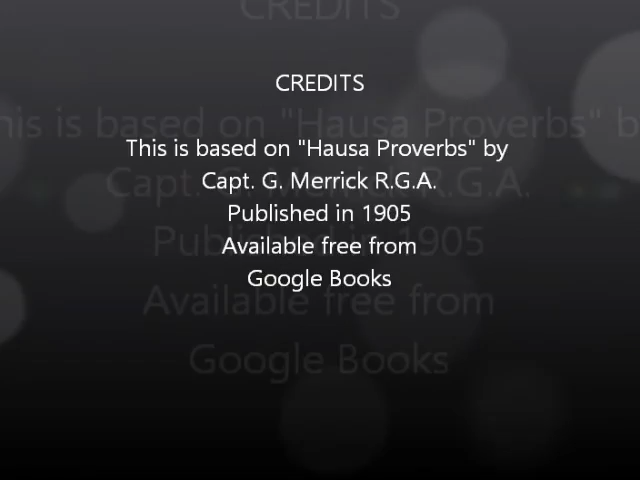 CREDITS
This is based on "Hausa Proverbs" by
Capt. G. Merrick R.G.A.
Published in 1905
Available free from
Google Books